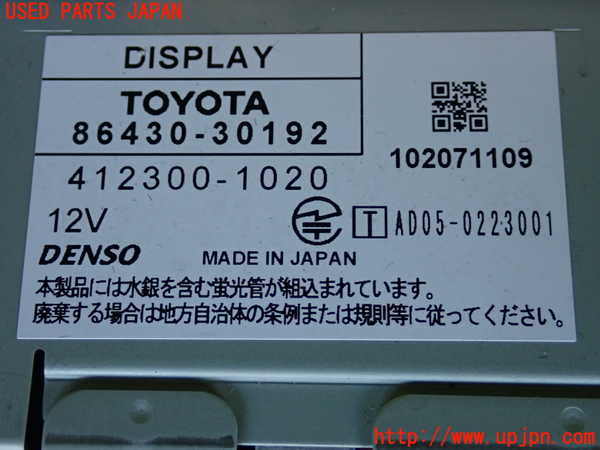 USED PARTS JAPAN
DISPLAY
TOYOTA
86430-30192
102071109
412300-1020
12V
T AD05-0223001
DENSO MADE IN JAPAN
本製品には水銀を含む蛍光管が組込まれています。
廃棄する場合は地方自治体の条例または規則等に従ってください。
http://www.upjpn.com/